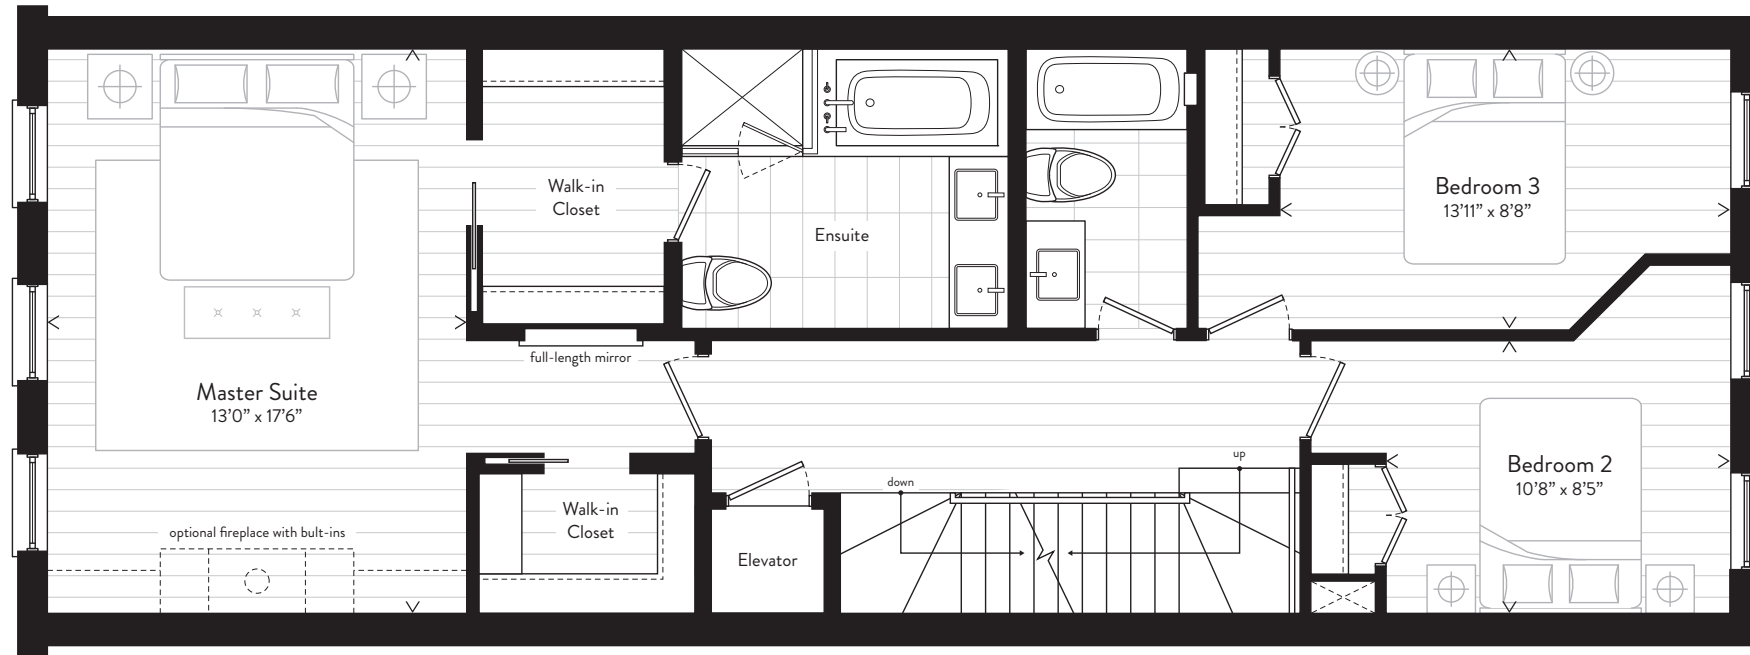 Walk-in
Closet
Ensuite
Bedroom 3
13’11” x 8’8”
full-length mirror
Master Suite
13’0” x 17’6”
up
down
Bedroom 2
10’8” x 8’5”
Walk-in
Closet
optional fireplace with bult-ins
Elevator